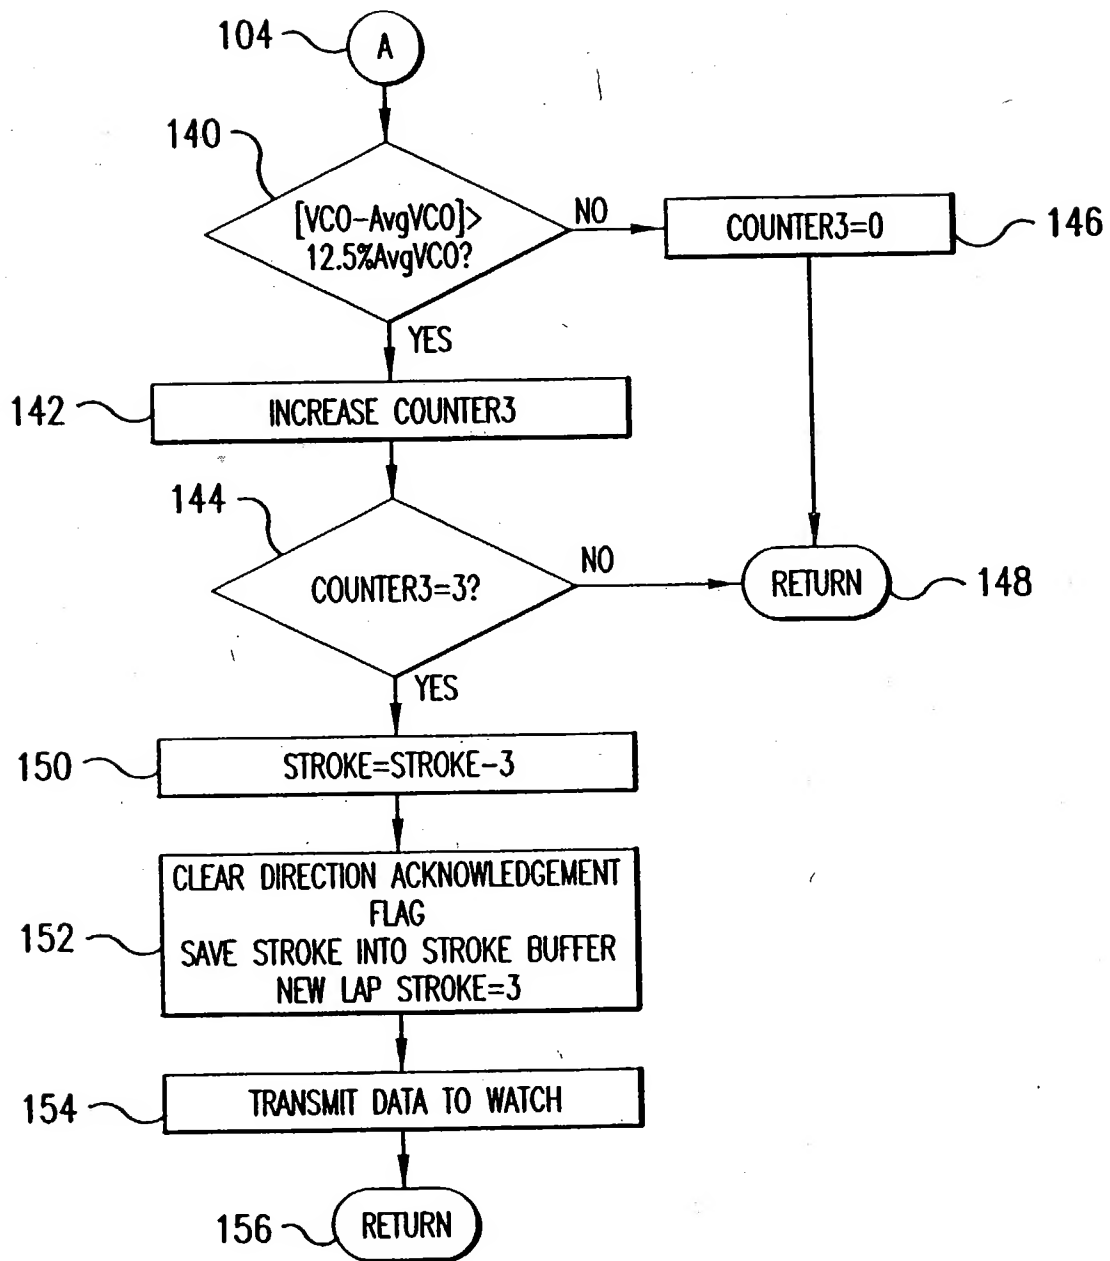 104
A
140
[VCO-AvgVCO]>
12.5%AvgVCO?
NO
COUNTER3=0
146
YES
142
INCREASE COUNTER3
144
COUNTER3=3?
NO
RETURN
148
YES
150
STROKE=STROKE-3
152
CLEAR DIRECTION ACKNOWLEDGEMENT
FLAG
SAVE STROKE INTO STROKE BUFFER
NEW LAP STROKE=3
154
TRANSMIT DATA TO WATCH
156
RETURN